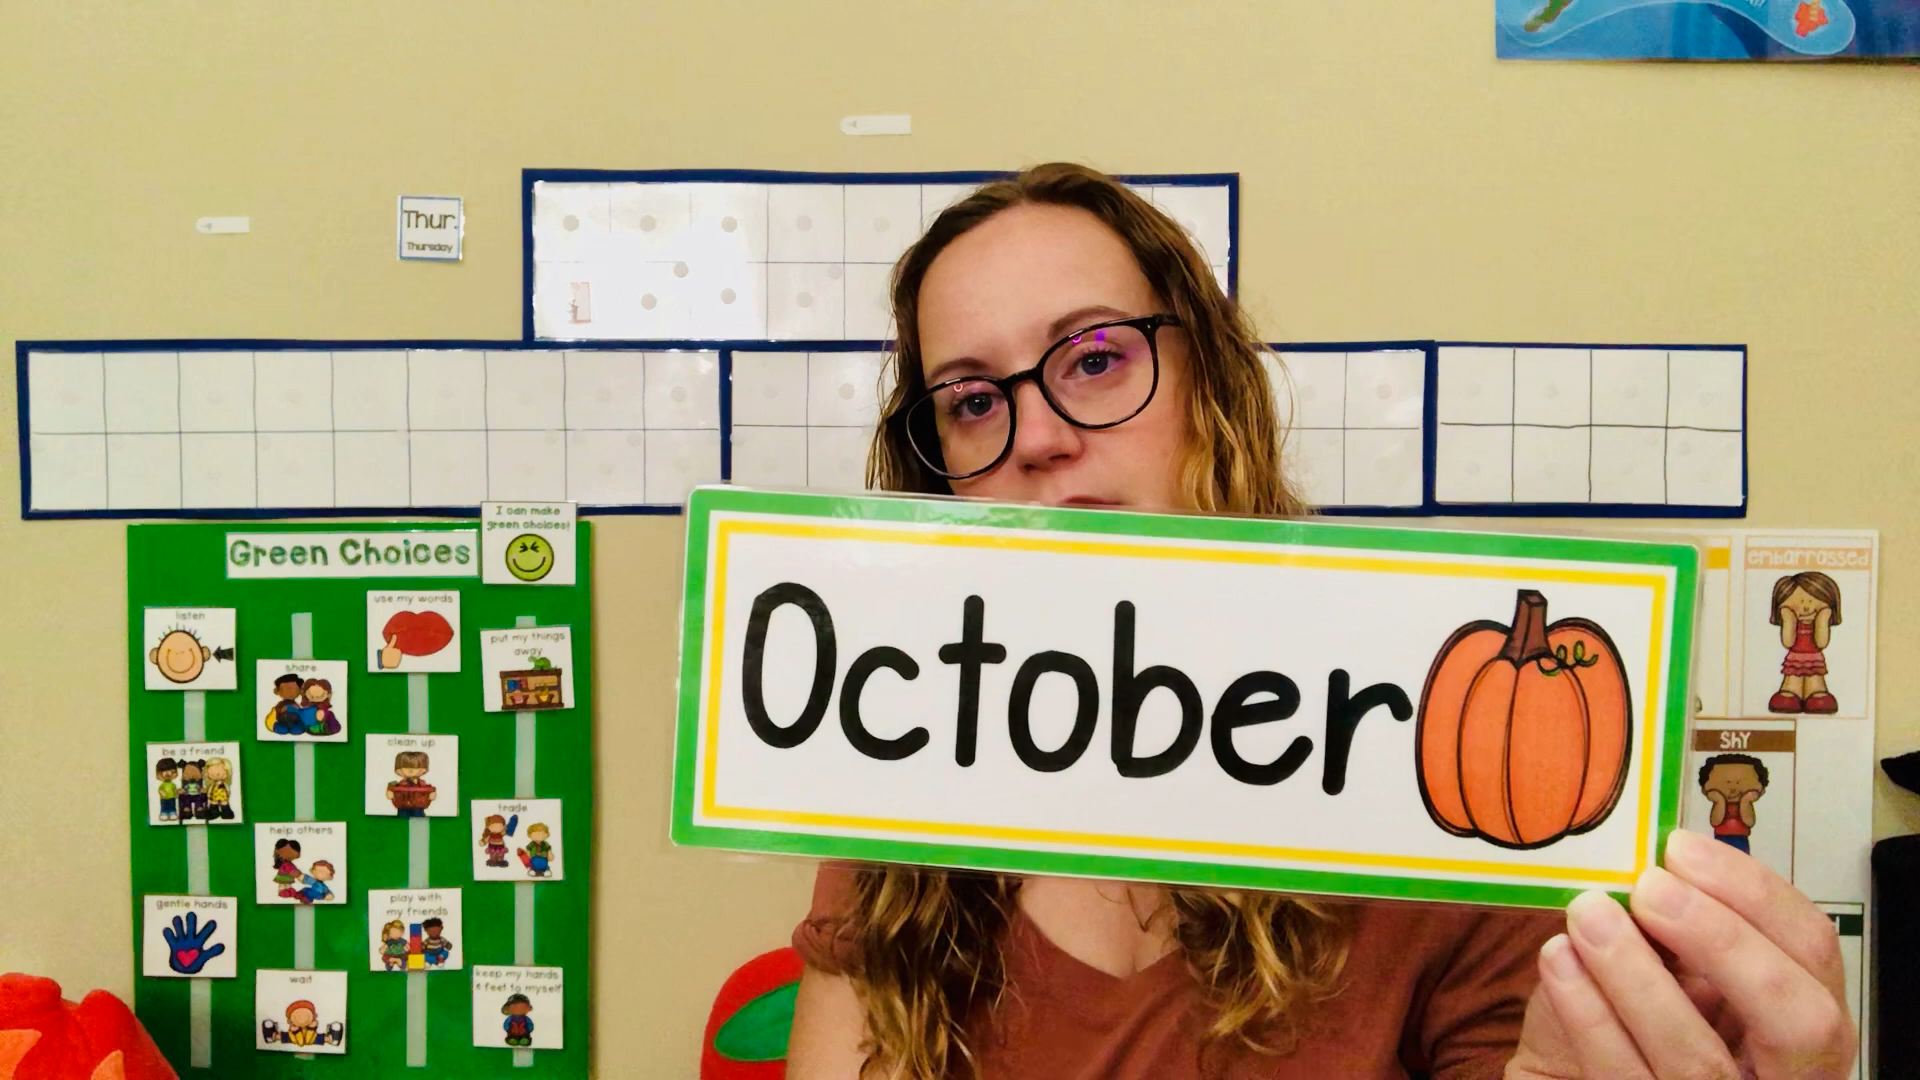 Thur.
Thursday
I can make
green choices!
Green Choices
listen
share
use my words
put my things
away
be a friend
help others
clean up
trade
gentle hands
wait
play with
my friends
keep my hands
& feet to myself
October
embarrassed
shy